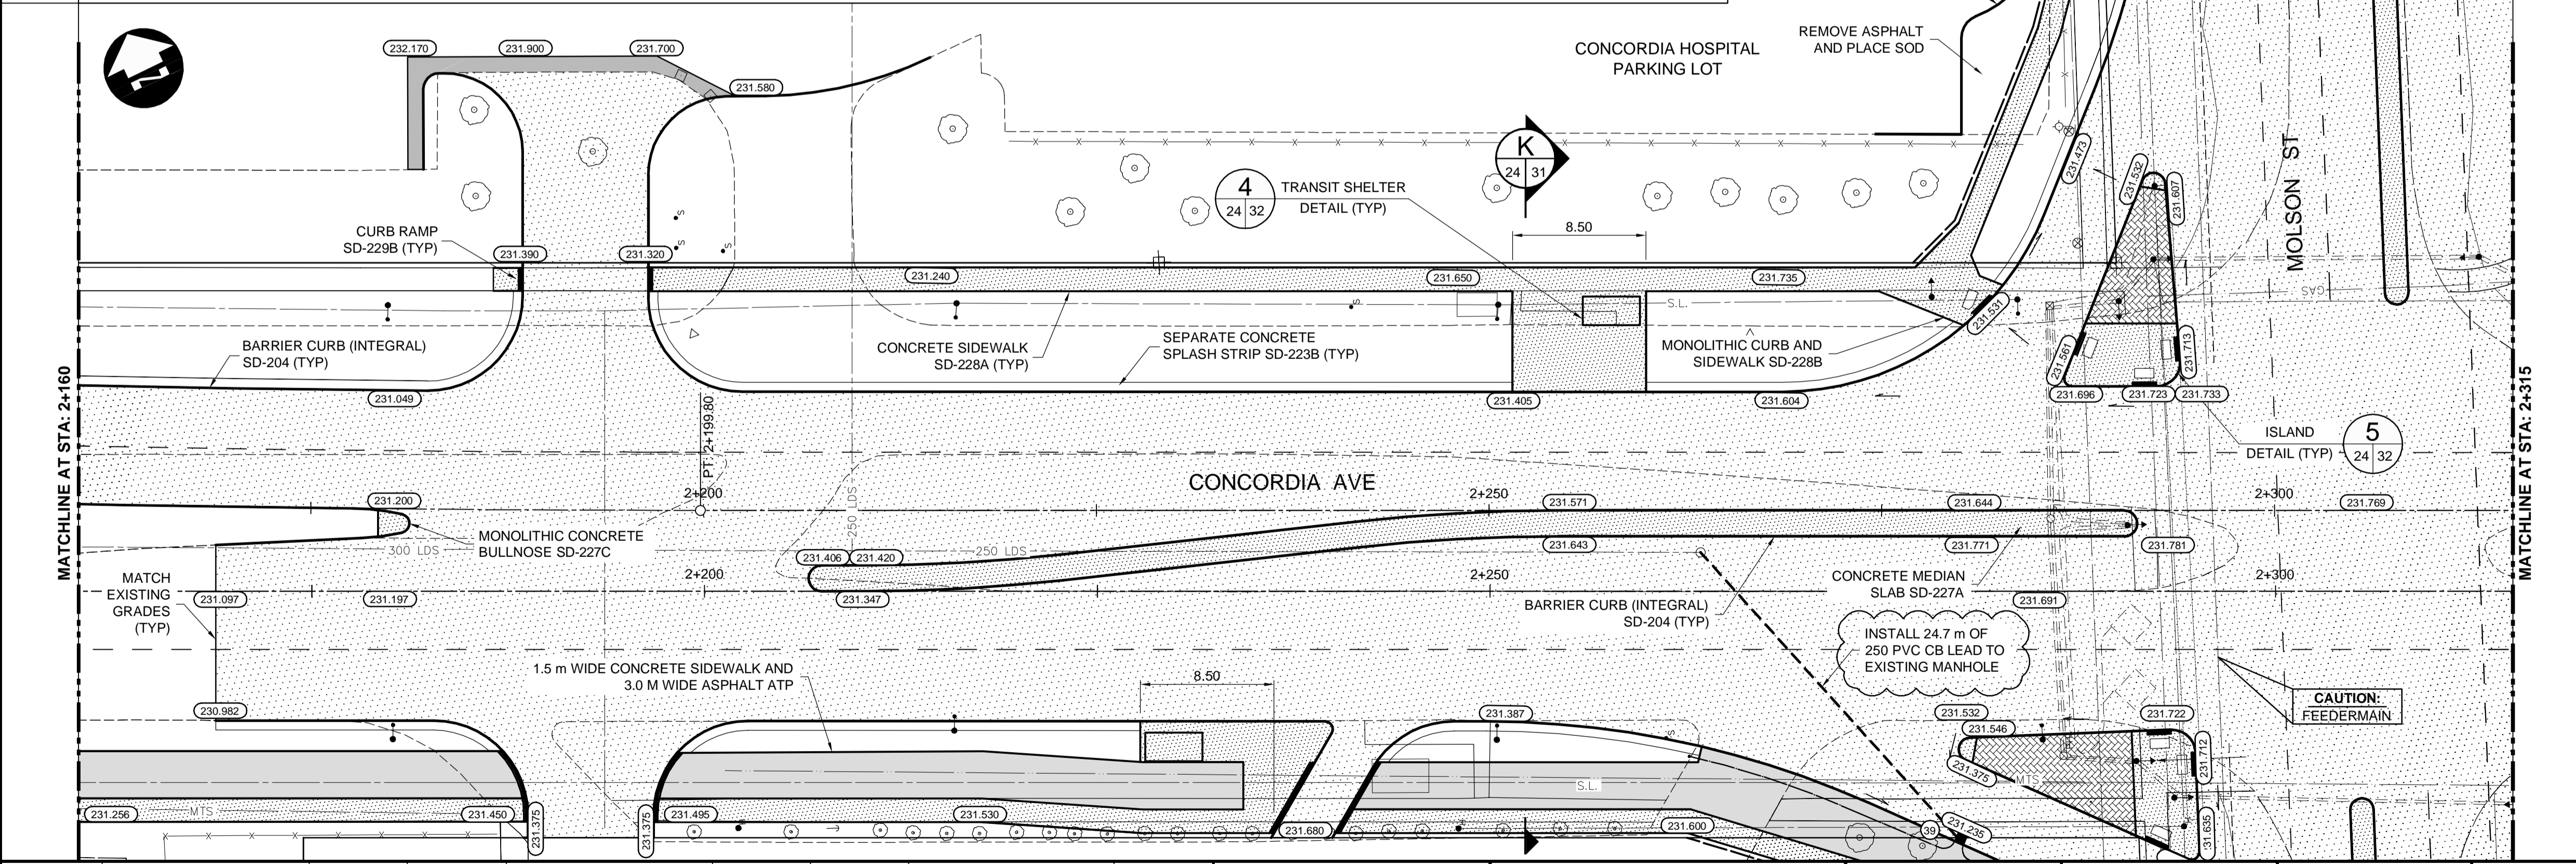 232.170
231.900
231.700
231.580
CONCORDIA HOSPITAL
PARKING LOT
REMOVE ASPHALT
AND PLACE SOD
K
24 31
4
24 32
TRANSIT SHELTER
DETAIL (TYP)
8.50
231.473
231.532
231.607
MOLSON ST
CURB RAMP
SD-229B (TYP)
231.390
231.320
231.240
231.650
231.735
S.L.
GAS
231.531
BARRIER CURB (INTEGRAL)
SD-204 (TYP)
CONCRETE SIDEWALK
SD-228A (TYP)
SEPARATE CONCRETE
SPLASH STRIP SD-223B (TYP)
MONOLITHIC CURB AND
SIDEWALK SD-228B
231.561
231.713
231.049
231.405
231.604
231.696
231.723
231.733
MATCHLINE AT STA: 2+160
MATCHLINE AT STA: 2+315
PT: 2+199.80
ISLAND
DETAIL (TYP)
5
24 32
CONCORDIA AVE
231.200
2+200
250 LDS
2+250
231.571
231.644
2+300
231.769
MONOLITHIC CONCRETE
BULLNOSE SD-227C
300 LDS
231.406
231.420
250 LDS
231.643
231.771
231.781
MATCH
EXISTING
GRADES
(TYP)
231.097
231.197
2+200
231.347
2+250
BARRIER CURB (INTEGRAL)
SD-204 (TYP)
CONCRETE MEDIAN
SLAB SD-227A
2+300
231.691
INSTALL 24.7 m OF
250 PVC CB LEAD TO
EXISTING MANHOLE
1.5 m WIDE CONCRETE SIDEWALK AND
3.0 M WIDE ASPHALT ATP
8.50
CAUTION:
FEEDERMAIN
230.982
231.387
231.532
231.546
231.722
231.712
231.375
MTS
S.L.
231.256
MTS
231.450
231.375
231.375
231.495
231.530
231.680
231.600
39
231.235
231.635